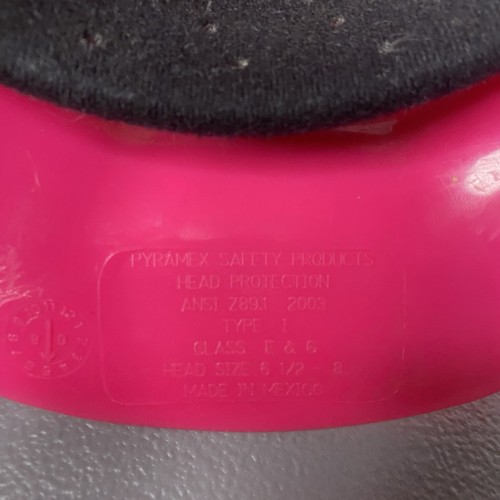 PYRAMEX SAFETY PRODUCTS
HEAD PROTECTION
ANSI Z89.1 2003
TYPE I
CLASS E & G
HEAD SIZE 6 1/2 - 8
MADE IN MEXICO